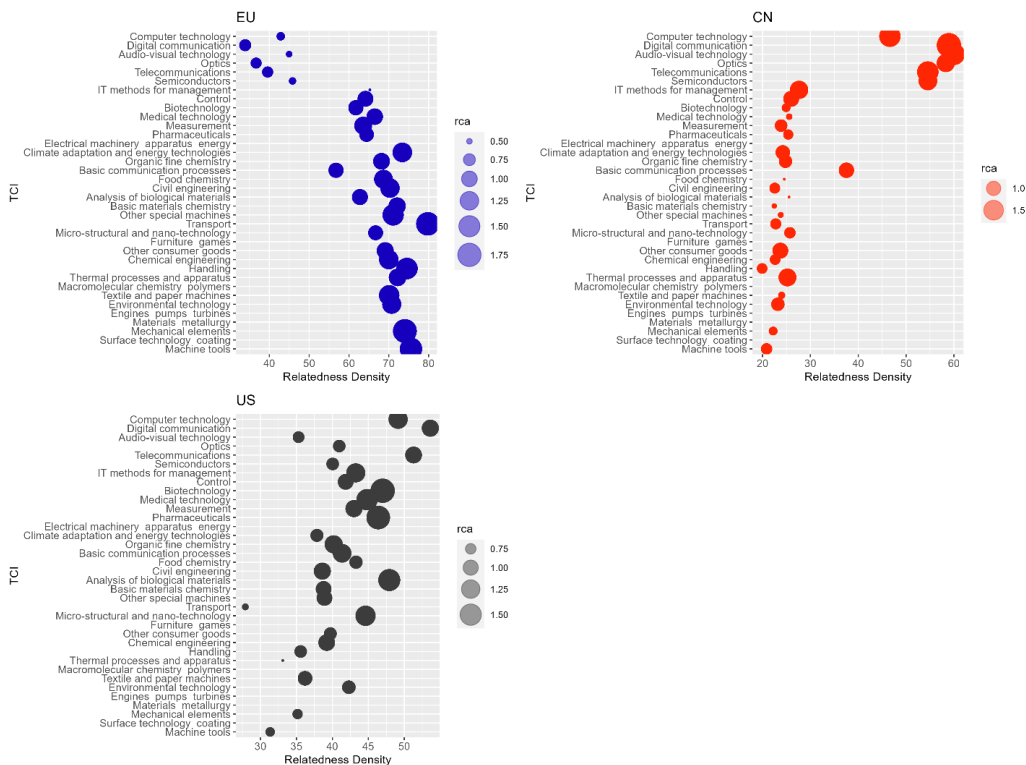 EU
TCI
Computer technology
Digital communication
Audio-visual technology
Optics
Telecommunications
Semiconductors
IT methods for management
Control
Biotechnology
Medical technology
Measurement
Pharmaceuticals
Electrical machinery apparatus energy
Climate adaptation and energy technologies
Organic fine chemistry
Basic communication processes
Food chemistry
Civil engineering
Analysis of biological materials
Basic materials chemistry
Other special machines
Transport
Micro-structural and nano-technology
Furniture games
Other consumer goods
Chemical engineering
Handling
Thermal processes and apparatus
Macromolecular chemistry polymers
Textile and paper machines
Environmental technology
Engines pumps turbines
Materials metallurgy
Mechanical elements
Surface technology coating
Machine tools
40 50 60 70 80
Relatedness Density
rca
0.50
0.75
1.00
1.25
1.50
1.75
CN
TCI
Computer technology
Digital communication
Audio-visual technology
Optics
Telecommunications
Semiconductors
IT methods for management
Control
Biotechnology
Medical technology
Measurement
Pharmaceuticals
Electrical machinery apparatus energy
Climate adaptation and energy technologies
Organic fine chemistry
Basic communication processes
Food chemistry
Civil engineering
Analysis of biological materials
Basic materials chemistry
Other special machines
Transport
Micro-structural and nano-technology
Furniture games
Other consumer goods
Chemical engineering
Handling
Thermal processes and apparatus
Macromolecular chemistry polymers
Textile and paper machines
Environmental technology
Engines pumps turbines
Materials metallurgy
Mechanical elements
Surface technology coating
Machine tools
20 30 40 50 60
Relatedness Density
rca
1.0
1.5
US
TCI
Computer technology
Digital communication
Audio-visual technology
Optics
Telecommunications
Semiconductors
IT methods for management
Control
Biotechnology
Medical technology
Measurement
Pharmaceuticals
Electrical machinery apparatus energy
Climate adaptation and energy technologies
Organic fine chemistry
Basic communication processes
Food chemistry
Civil engineering
Analysis of biological materials
Basic materials chemistry
Other special machines
Transport
Micro-structural and nano-technology
Furniture games
Other consumer goods
Chemical engineering
Handling
Thermal processes and apparatus
Macromolecular chemistry polymers
Textile and paper machines
Environmental technology
Engines pumps turbines
Materials metallurgy
Mechanical elements
Surface technology coating
Machine tools
30 35 40 45 50
Relatedness Density
rca
0.75
1.00
1.25
1.50